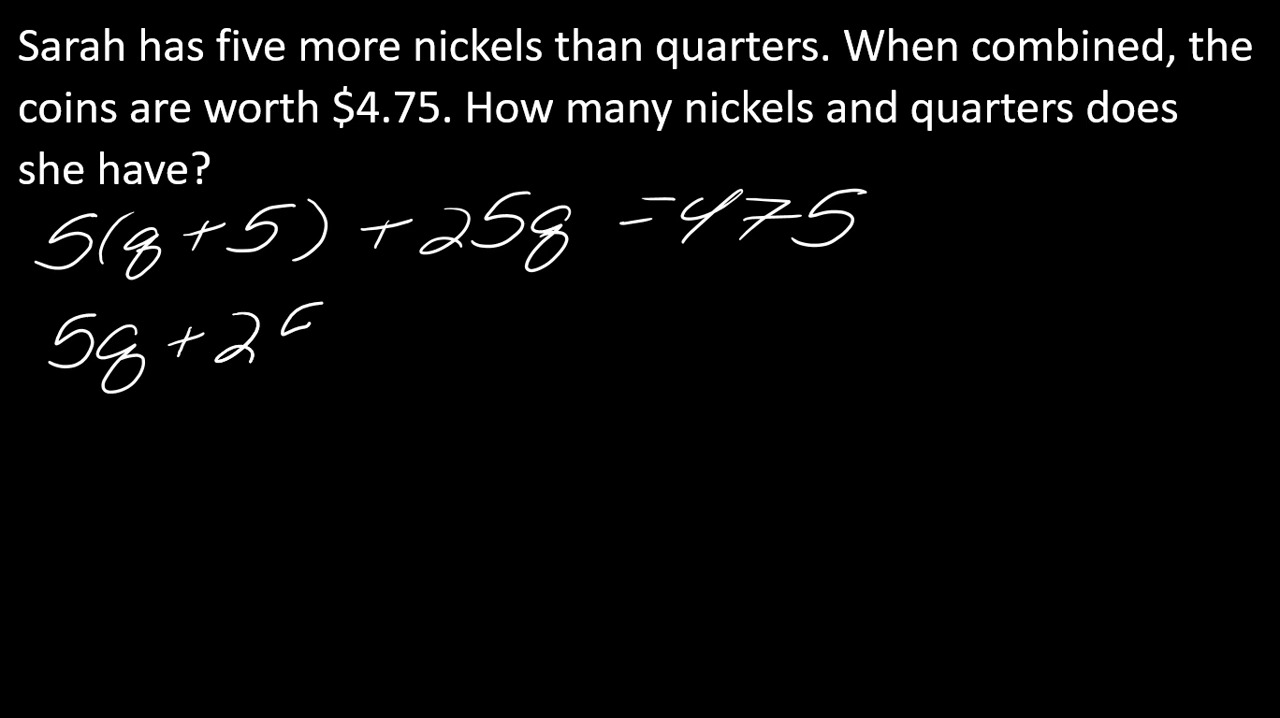 Sarah has five more nickels than quarters. When combined, the
coins are worth $4.75. How many nickels and quarters does
she have?
5(q+5) + 25q = 475
5q + 2